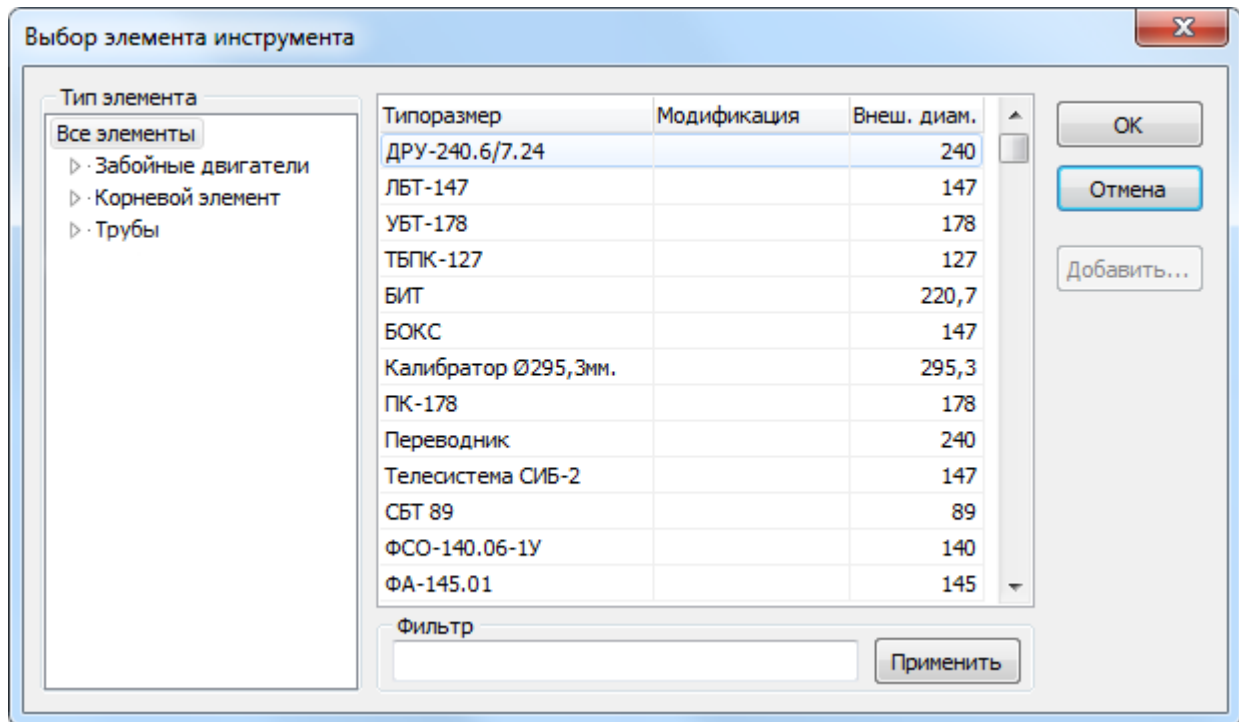 Выбор элемента инструмента
Тип элемента
Все элементы
Забойные двигатели
Корневой элемент
Трубы
Типоразмер Модификация Внеш. диам.
ДРУ-240.6/7.24 240
ЛБТ-147 147
УБТ-178 178
ТБПК-127 127
БИТ 220,7
БОКС 147
Калибратор Ø295,3мм. 295,3
ПК-178 178
Переводник 240
Телесистема СИБ-2 147
СБТ 89 89
ФСО-140.06-1У 140
ФА-145.01 145
Фильтр
Применить
ОК
Отмена
Добавить...